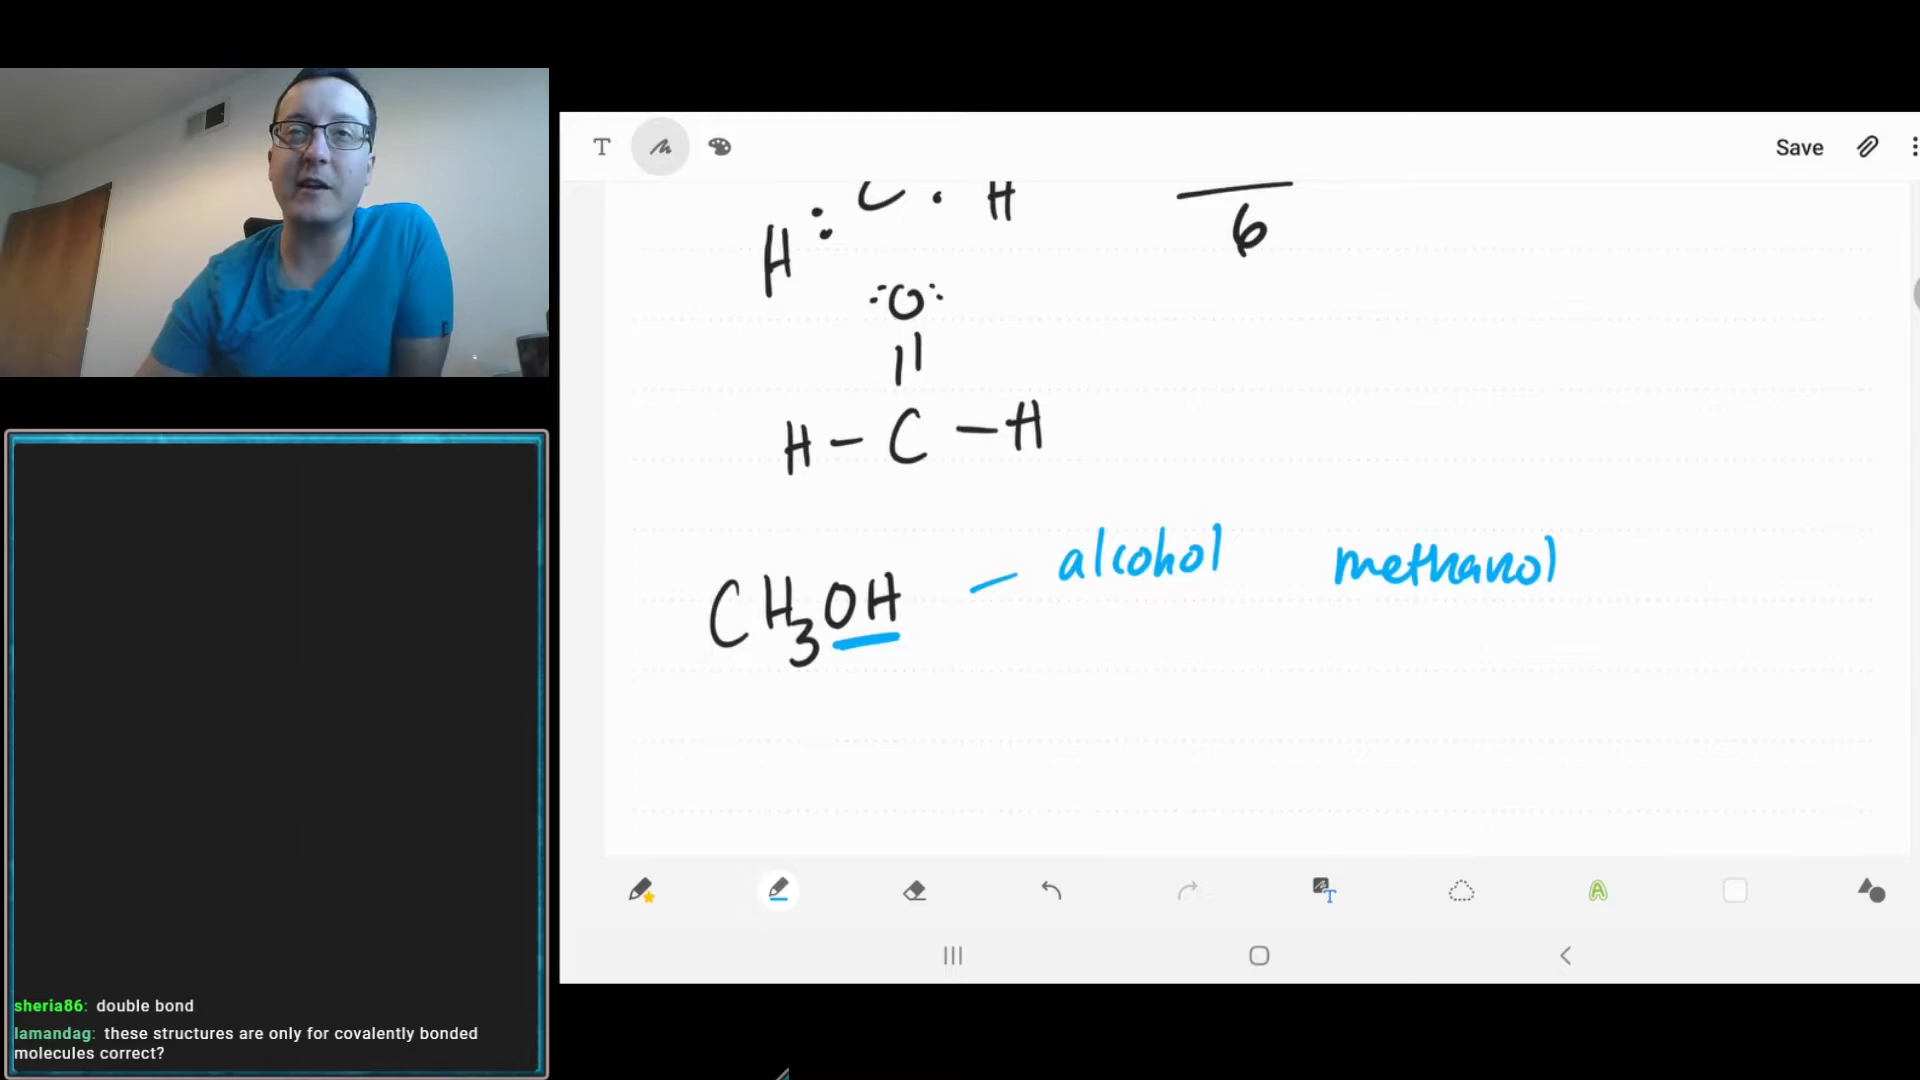 T
Save
C . H
H :
6
:O:
||
H - C - H
alcohol methanol
CH3OH
T
A
sheria86: double bond
lamandag: these structures are only for covalently bonded
molecules correct?